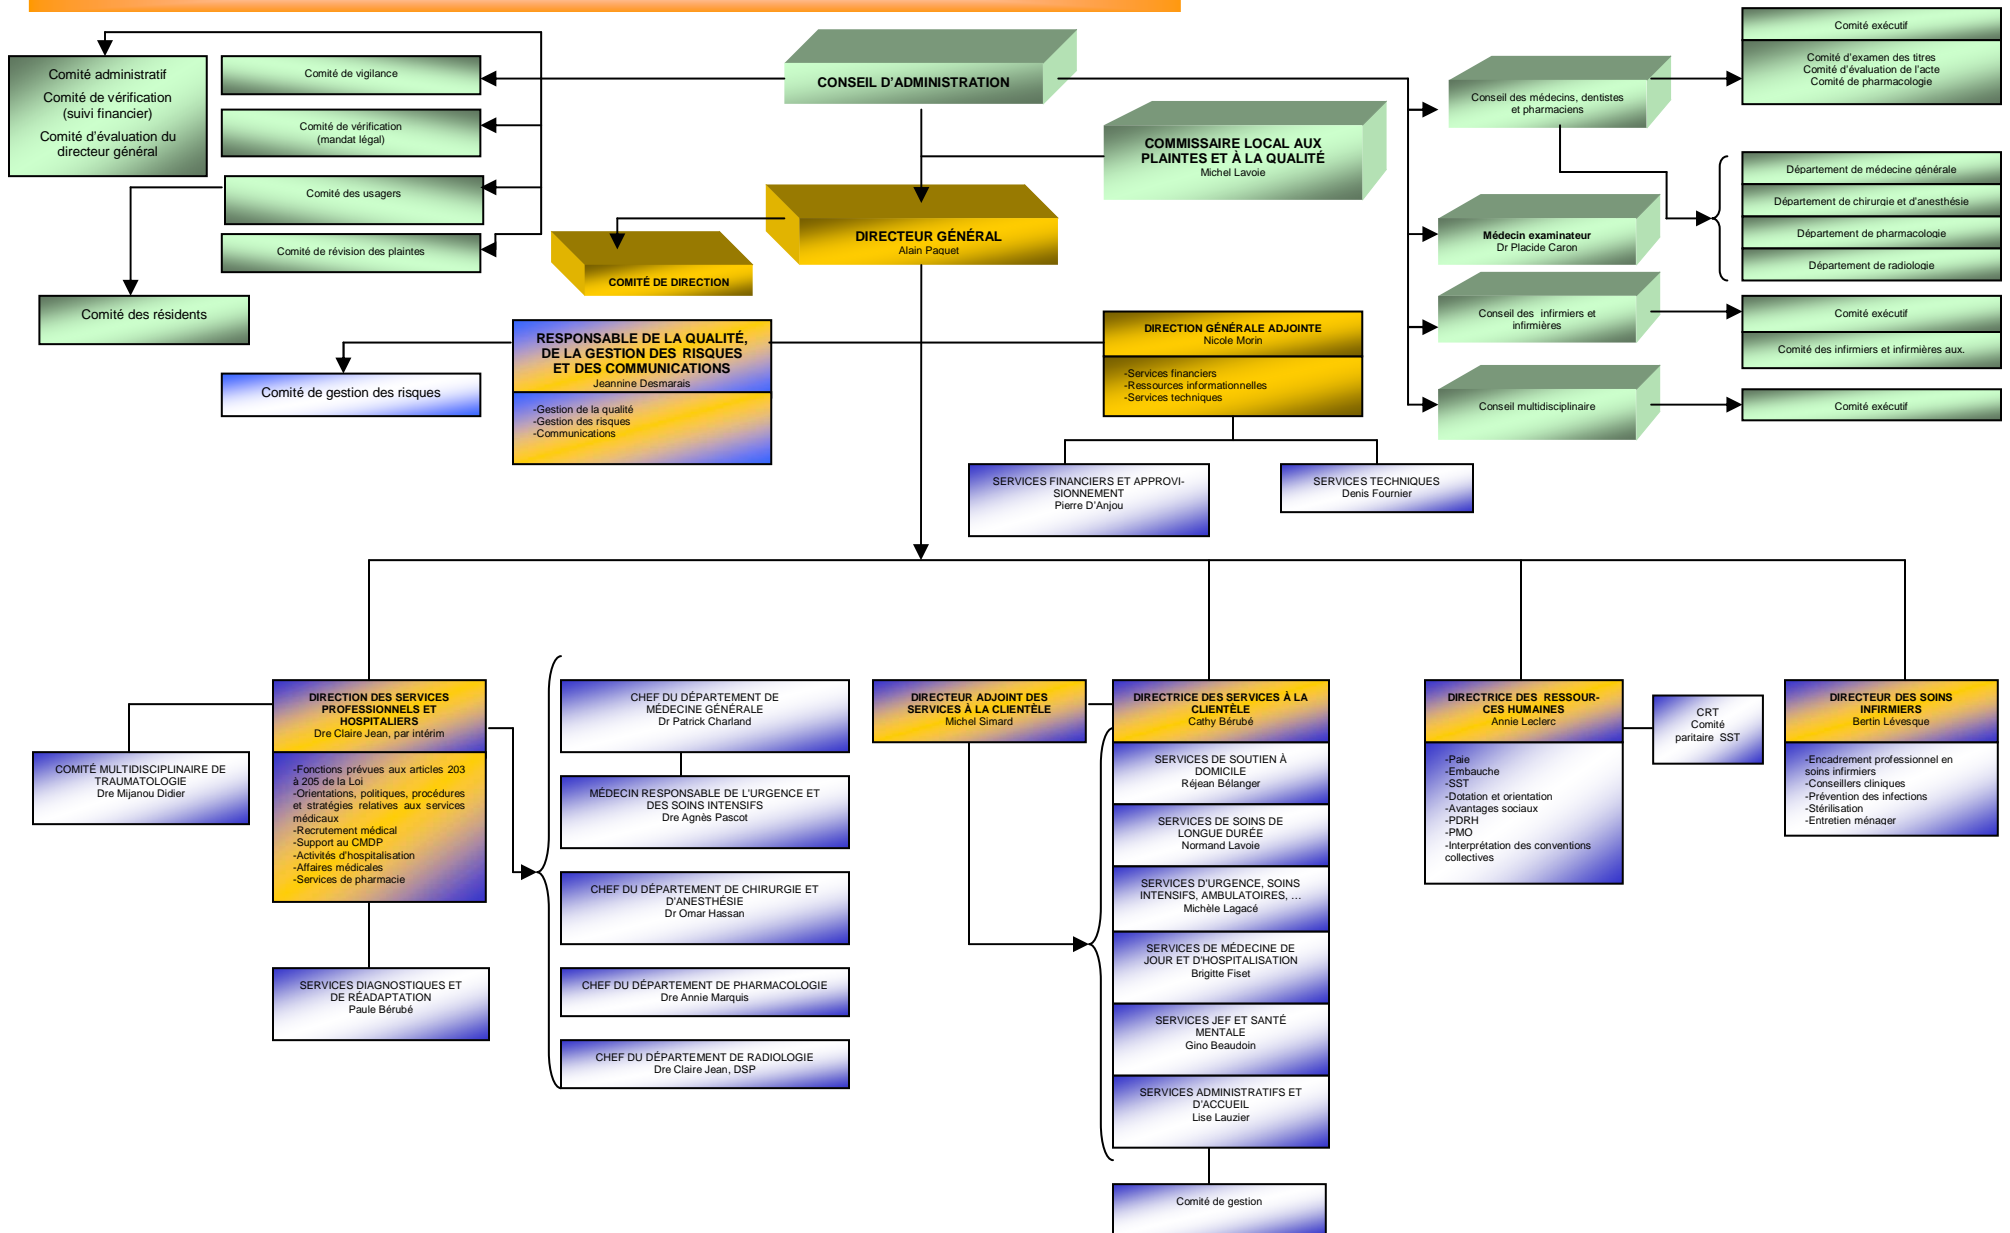 Comité administratif
Comité de vérification
(suivi financier)
Comité d'évaluation du
directeur général
Comité de vigilance
Comité de vérification
(mandat légal)
Comité des usagers
Comité de révision des plaintes
Comité des résidents
CONSEIL D'ADMINISTRATION
COMMISSAIRE LOCAL AUX
PLAINTES ET À LA QUALITÉ
Michel Lavoie
DIRECTEUR GÉNÉRAL
Alain Paquet
COMITÉ DE DIRECTION
Conseil des médecins, dentistes
et pharmaciens
Comité exécutif
Comité d'examen des titres
Comité d'évaluation de l'acte
Comité de pharmacologie
Département de médecine générale
Département de chirurgie et d'anesthésie
Département de pharmacologie
Département de radiologie
Médecin examinateur
Dr Placide Caron
Conseil des infirmiers et
infirmières
Comité exécutif
Comité des infirmiers et infirmières aux.
Conseil multidisciplinaire
Comité exécutif
RESPONSABLE DE LA QUALITÉ,
DE LA GESTION DES RISQUES
ET DES COMMUNICATIONS
Jeannine Desmarais
-Gestion de la qualité
-Gestion des risques
-Communications
Comité de gestion des risques
DIRECTION GÉNÉRALE ADJOINTE
Nicole Morin
-Services financiers
-Ressources informationnelles
-Services techniques
SERVICES FINANCIERS ET APPROVI-
SIONNEMENT
Pierre D'Anjou
SERVICES TECHNIQUES
Denis Fournier
DIRECTION DES SERVICES
PROFESSIONNELS ET
HOSPITALIERS
Dre Claire Jean, par intérim
-Fonctions prévues aux articles 203
à 205 de la Loi
-Orientations, politiques, procédures
et stratégies relatives aux services
médicaux
-Recrutement médical
-Support au CMDP
-Activités d'hospitalisation
-Affaires médicales
-Services de pharmacie
COMITÉ MULTIDISCIPLINAIRE DE
TRAUMATOLOGIE
Dre Mijanou Didier
SERVICES DIAGNOSTIQUES ET
DE RÉADAPTATION
Paule Bérubé
CHEF DU DÉPARTEMENT DE
MÉDECINE GÉNÉRALE
Dr Patrick Charland
MÉDECIN RESPONSABLE DE L'URGENCE ET
DES SOINS INTENSIFS
Dre Agnès Pascot
CHEF DU DÉPARTEMENT DE CHIRURGIE ET
D'ANESTHÉSIE
Dr Omar Hassan
CHEF DU DÉPARTEMENT DE PHARMACOLOGIE
Dre Annie Marquis
CHEF DU DÉPARTEMENT DE RADIOLOGIE
Dre Claire Jean, DSP
DIRECTEUR ADJOINT DES
SERVICES À LA CLIENTÈLE
Michel Simard
DIRECTRICE DES SERVICES À LA
CLIENTÈLE
Cathy Bérubé
SERVICES DE SOUTIEN À
DOMICILE
Réjean Bélanger
SERVICES DE SOINS DE
LONGUE DURÉE
Normand Lavoie
SERVICES D'URGENCE, SOINS
INTENSIFS, AMBULATOIRES, …
Michèle Lagacé
SERVICES DE MÉDECINE DE
JOUR ET D'HOSPITALISATION
Brigitte Fiset
SERVICES JEF ET SANTÉ
MENTALE
Gino Beaudoin
SERVICES ADMINISTRATIFS ET
D'ACCUEIL
Lise Lauzier
Comité de gestion
DIRECTRICE DES RESSOUR-
CES HUMAINES
Annie Leclerc
-Paie
-Embauche
-SST
-Dotation et orientation
-Avantages sociaux
-PDRH
-PMO
-Interprétation des conventions
collectives
CRT
Comité
paritaire SST
DIRECTEUR DES SOINS
INFIRMIERS
Bertin Lévesque
-Encadrement professionnel en
soins infirmiers
-Conseillers cliniques
-Prévention des infections
-Stérilisation
-Entretien ménager